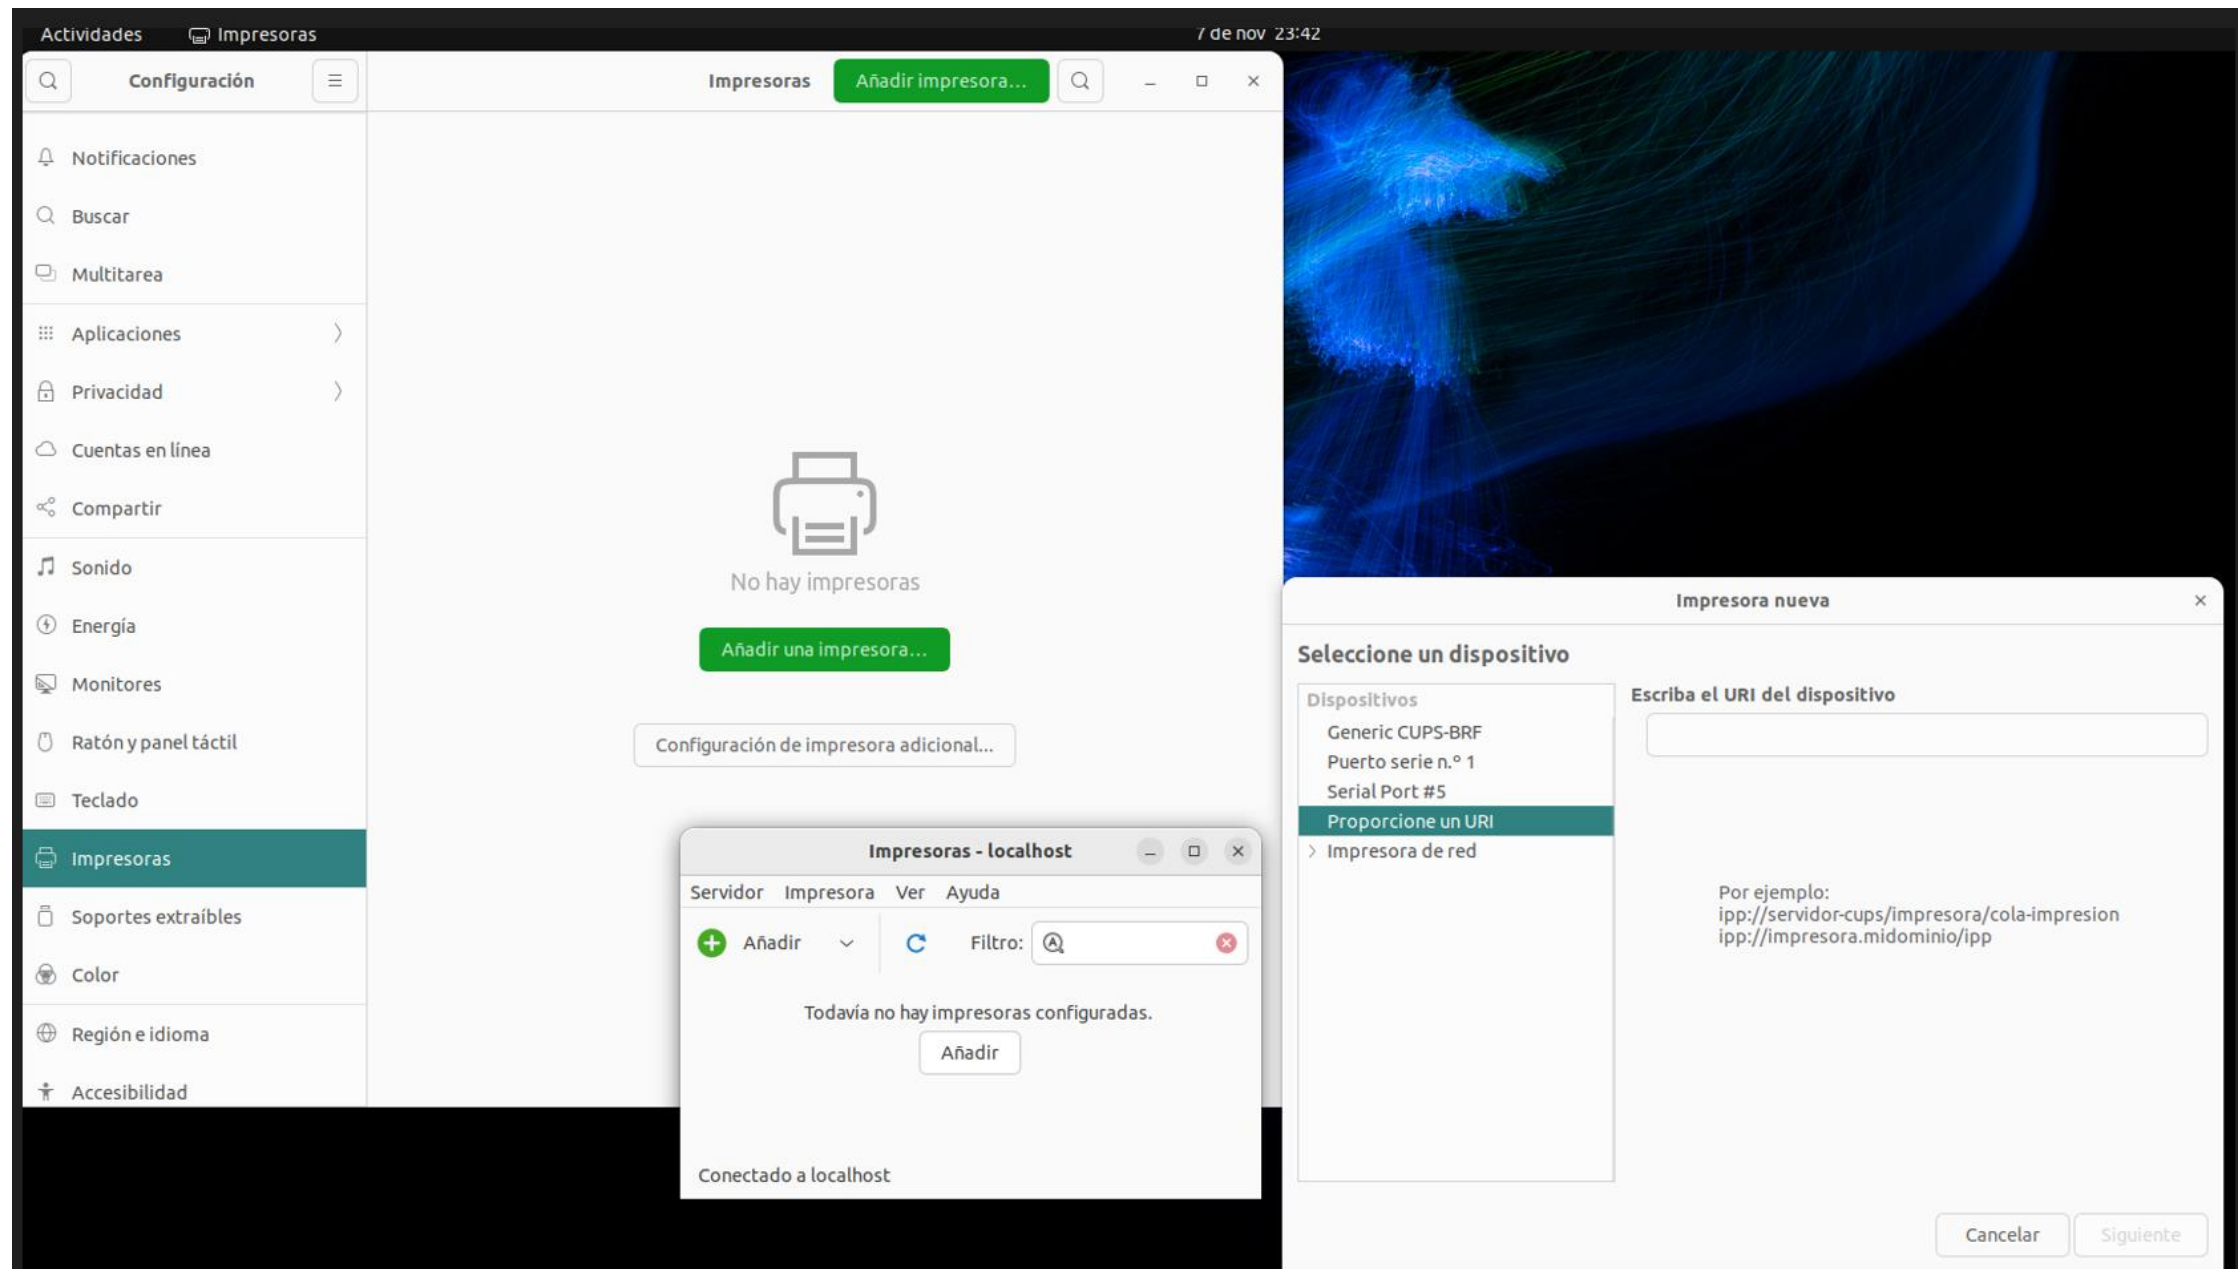 Actividades
Impresoras
7 de nov 23:42
Configuración
Impresoras
Añadir impresora...
Notificaciones
Buscar
Multitarea
Aplicaciones
Privacidad
Cuentas en línea
Compartir
Sonido
Energía
Monitores
Ratón y panel táctil
Teclado
Impresoras
Soportes extraíbles
Color
Región e idioma
Accesibilidad
No hay impresoras
Añadir una impresora...
Configuración de impresora adicional...
Impresoras - localhost
Servidor Impresora Ver Ayuda
Añadir
Filtro:
Todavía no hay impresoras configuradas.
Añadir
Conectado a localhost
Impresora nueva
Seleccione un dispositivo
Dispositivos
Generic CUPS-BRF
Puerto serie n.º 1
Serial Port #5
Proporcione un URI
Impresora de red
Escriba el URI del dispositivo
Por ejemplo:
ipp://servidor-cups/impresora/cola-impresion
ipp://impresora.midominio/ipp
Cancelar
Siguiente